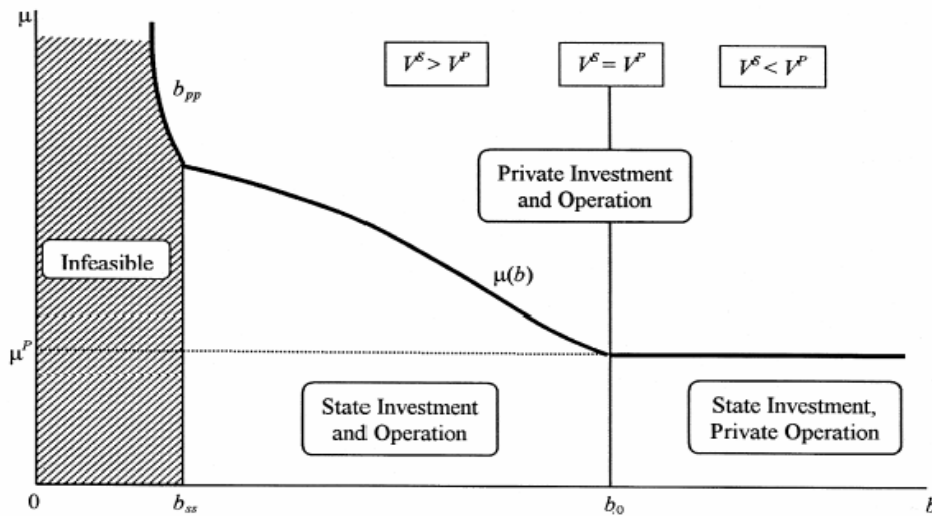 μ
V^S > V^P
V^S = V^P
V^S < V^P
b_pp
Private Investment
and Operation
Infeasible
μ(b)
μ^P
State Investment
and Operation
State Investment,
Private Operation
0
b_ss
b_0
b